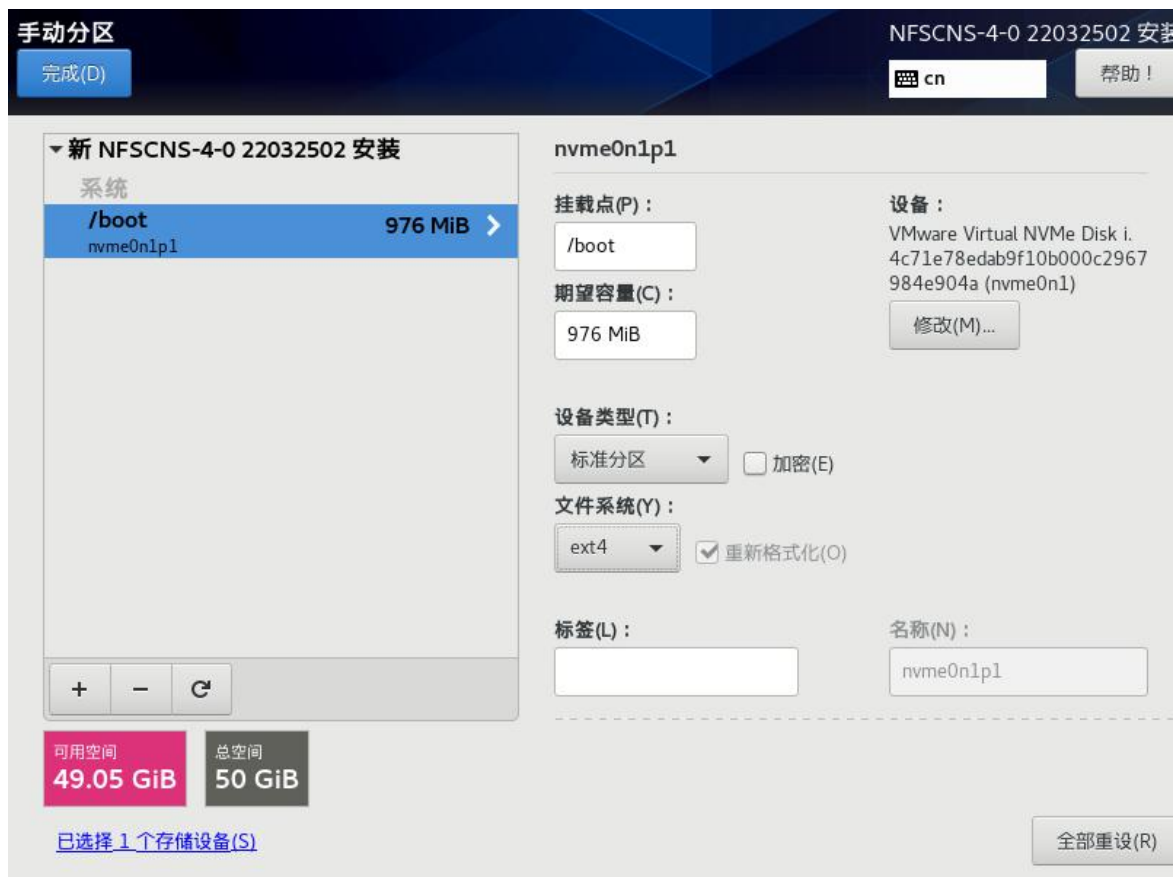 手动分区
完成(D)
NFSCNS-4-0 22032502 安装
cn
帮助！
新 NFSCNS-4-0 22032502 安装
系统
/boot
976 MiB
nvme0n1p1
+
−
可用空间
49.05 GiB
总空间
50 GiB
已选择 1 个存储设备(S)
nvme0n1p1
挂载点(P)：
/boot
期望容量(C)：
976 MiB
设备：
VMware Virtual NVMe Disk i.
4c71e78edab9f10b000c2967
984e904a (nvme0n1)
修改(M)...
设备类型(T)：
标准分区
加密(E)
文件系统(Y)：
ext4
重新格式化(O)
标签(L)：
名称(N)：
nvme0n1p1
全部重设(R)